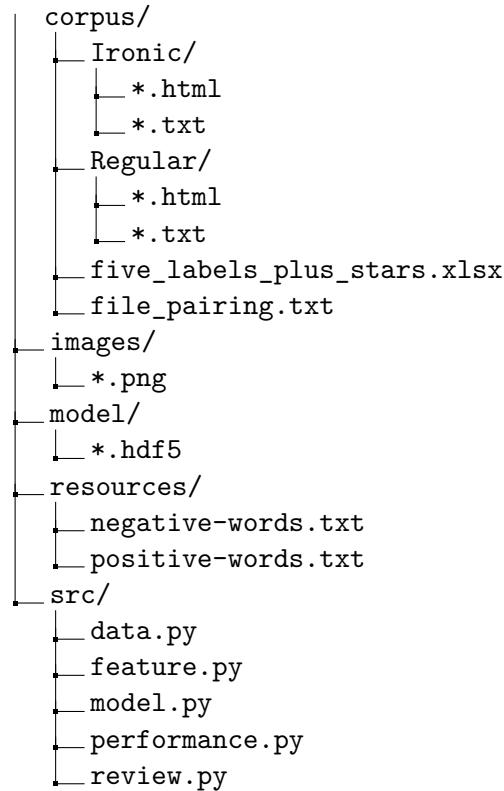 corpus/
Ironic/
*.html
*.txt
Regular/
*.html
*.txt
five_labels_plus_stars.xlsx
file_pairing.txt
images/
*.png
model/
*.hdf5
resources/
negative-words.txt
positive-words.txt
src/
data.py
feature.py
model.py
performance.py
review.py